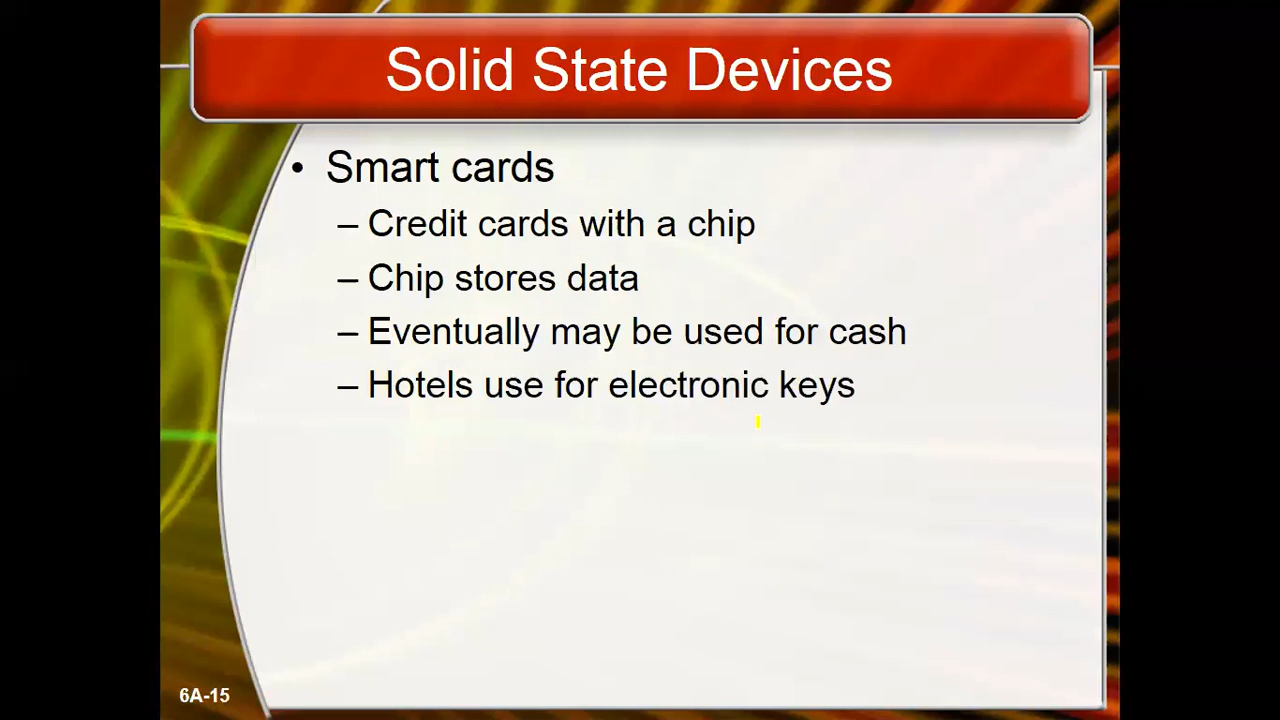 Solid State Devices
• Smart cards
– Credit cards with a chip
– Chip stores data
– Eventually may be used for cash
– Hotels use for electronic keys
6A-15